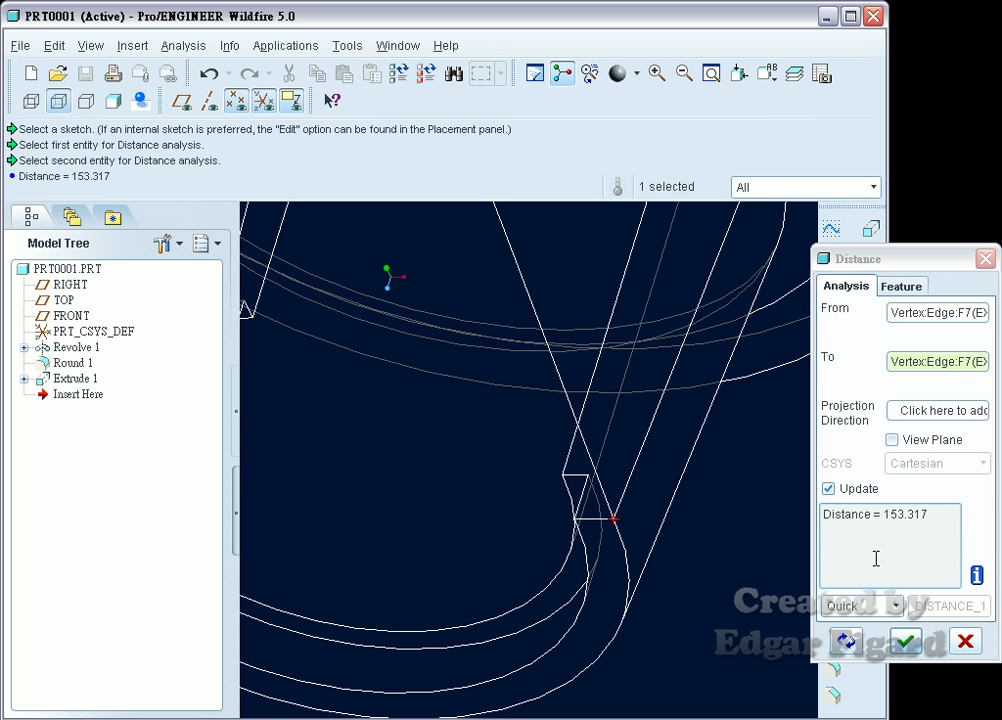 PRT0001 (Active) - Pro/ENGINEER Wildfire 5.0
File Edit View Insert Analysis Info Applications Tools Window Help
Select a sketch. (If an internal sketch is preferred, the "Edit" option can be found in the Placement panel.)
Select first entity for Distance analysis.
Select second entity for Distance analysis.
Distance = 153.317
1 selected
All
Model Tree
PRT0001.PRT
RIGHT
TOP
FRONT
PRT_CSYS_DEF
Revolve 1
Round 1
Extrude 1
Insert Here
Distance
Analysis Feature
From
Vertex:Edge:F7(E
To
Vertex:Edge:F7(E
Projection
Direction
Click here to add
View Plane
CSYS Cartesian
Update
Distance = 153.317
Quick DISTANCE_1
Created by
Edgar Figard